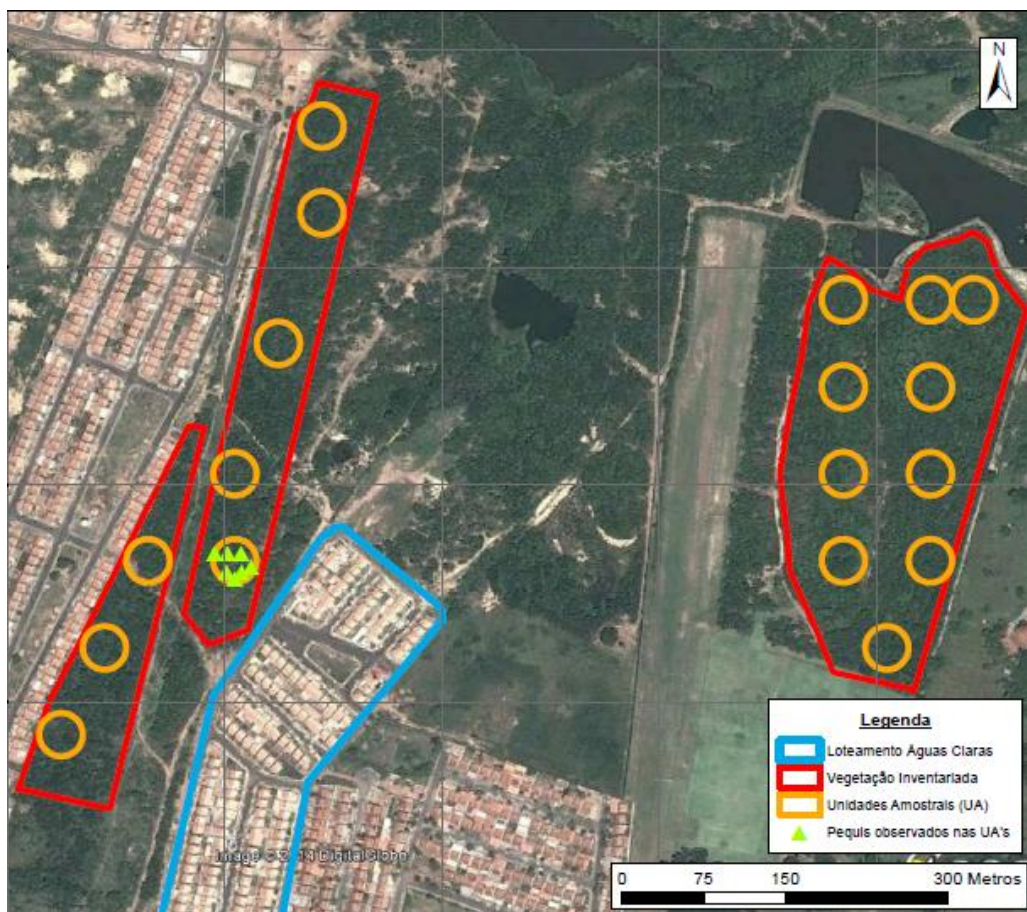 N
Legenda
Loteamento Águas Claras
Vegetação Inventariada
Unidades Amostrais (UA)
Pequis observados nas UA's
Image © 2014 DigitalGlobe
0 75 150 300 Metros